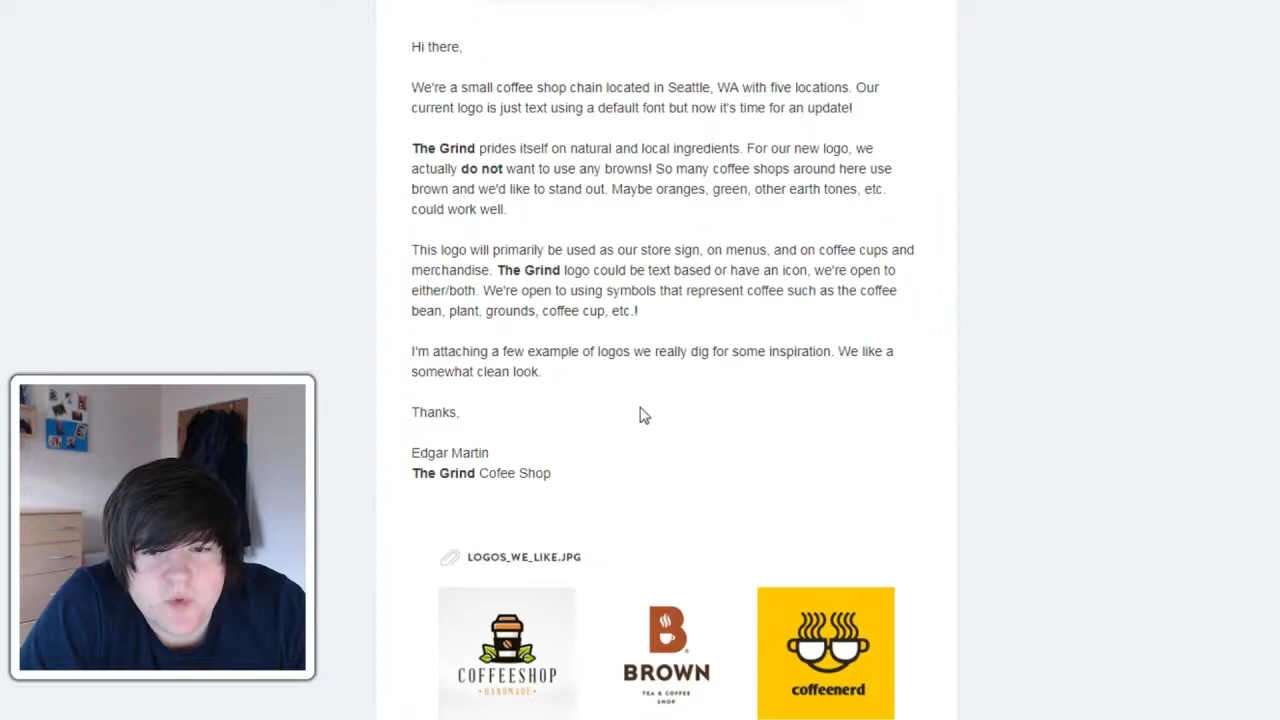 Hi there,
We're a small coffee shop chain located in Seattle, WA with five locations. Our
current logo is just text using a default font but now it's time for an update!
The Grind prides itself on natural and local ingredients. For our new logo, we
actually do not want to use any browns! So many coffee shops around here use
brown and we'd like to stand out. Maybe oranges, green, other earth tones, etc.
could work well.
This logo will primarily be used as our store sign, on menus, and on coffee cups and
merchandise. The Grind logo could be text based or have an icon, we're open to
either/both. We're open to using symbols that represent coffee such as the coffee
bean, plant, grounds, coffee cup, etc.!
I'm attaching a few example of logos we really dig for some inspiration. We like a
somewhat clean look.
Thanks,
Edgar Martin
The Grind Cofee Shop
LOGOS_WE_LIKE.JPG
COFFEESHOP
HANDMADE
B
BROWN
TEA & COFFEE
SHOP
coffeenerd